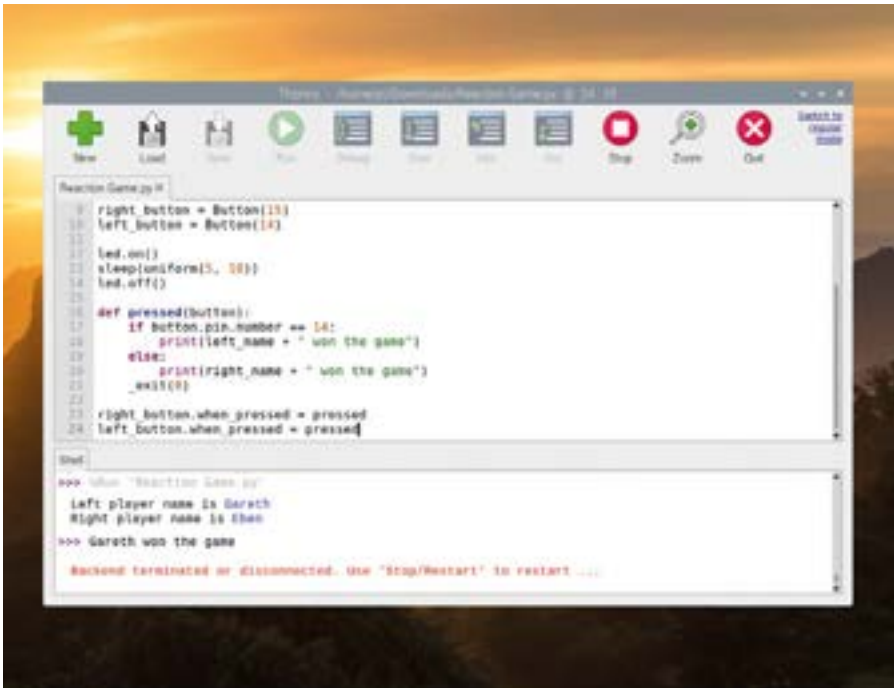 Thonny
New
Load
Save
Run
Debug
Over
Into
Out
Stop
Zoom
Quit
Switch to
regular
mode
Reaction Game.py
9 right_button = Button(15)
10 left_button = Button(14)
11
12 led.on()
13 sleep(uniform(5, 10))
14 led.off()
15
16 def pressed(button):
17 if button.pin.number == 14:
18 print(left_name + " won the game")
19 else:
20 print(right_name + " won the game")
21 _exit(0)
22
23 right_button.when_pressed = pressed
24 left_button.when_pressed = pressed
Shell
>>> %Run 'Reaction Game.py'
Left player name is Gareth
Right player name is Eben
>>> Gareth won the game
Backend terminated or disconnected. Use 'Stop/Restart' to restart ...